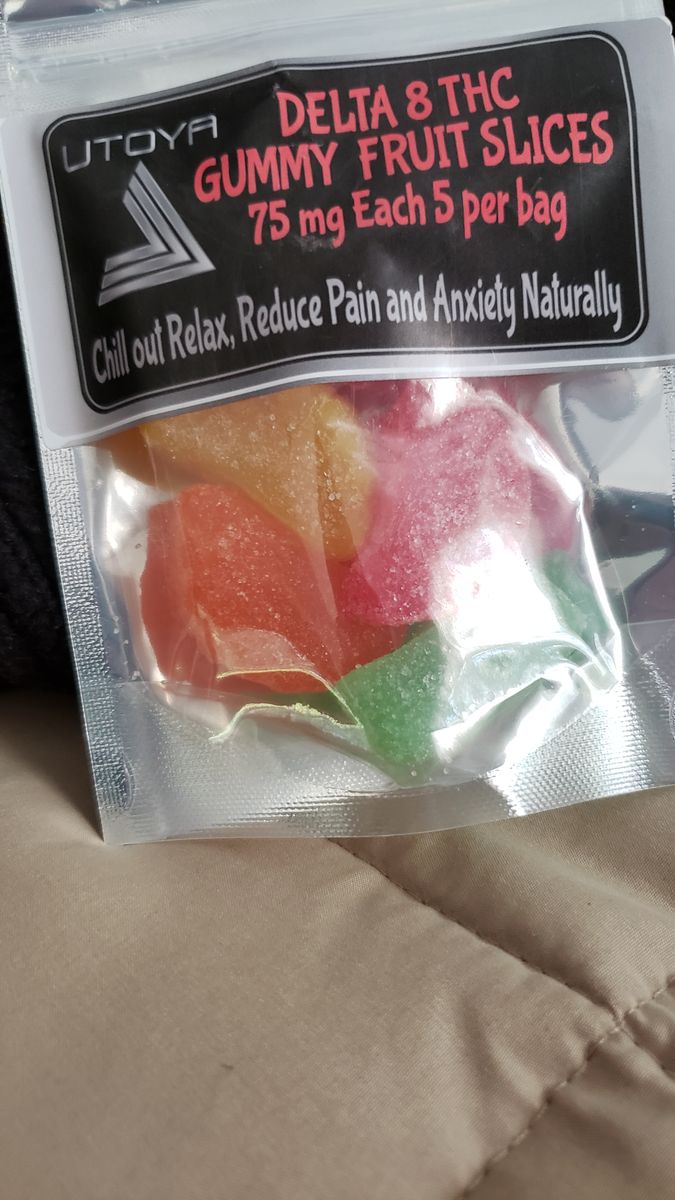 UTOYA
DELTA 8 THC
GUMMY FRUIT SLICES
75 mg Each 5 per bag
Chill out Relax, Reduce Pain and Anxiety Naturally